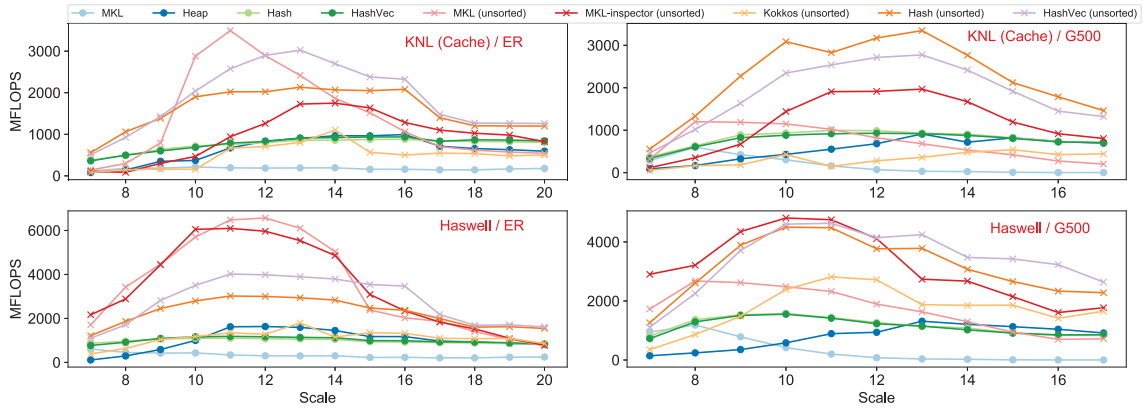 MKL Heap Hash HashVec MKL (unsorted) MKL-inspector (unsorted) Kokkos (unsorted) Hash (unsorted) HashVec (unsorted)
KNL (Cache) / ER
MFLOPS
3000
2000
1000
0
8 10 12 14 16 18 20
KNL (Cache) / G500
3000
2000
1000
0
8 10 12 14 16
Haswell / ER
MFLOPS
6000
4000
2000
0
8 10 12 14 16 18 20
Scale
Haswell / G500
4000
2000
0
8 10 12 14 16
Scale